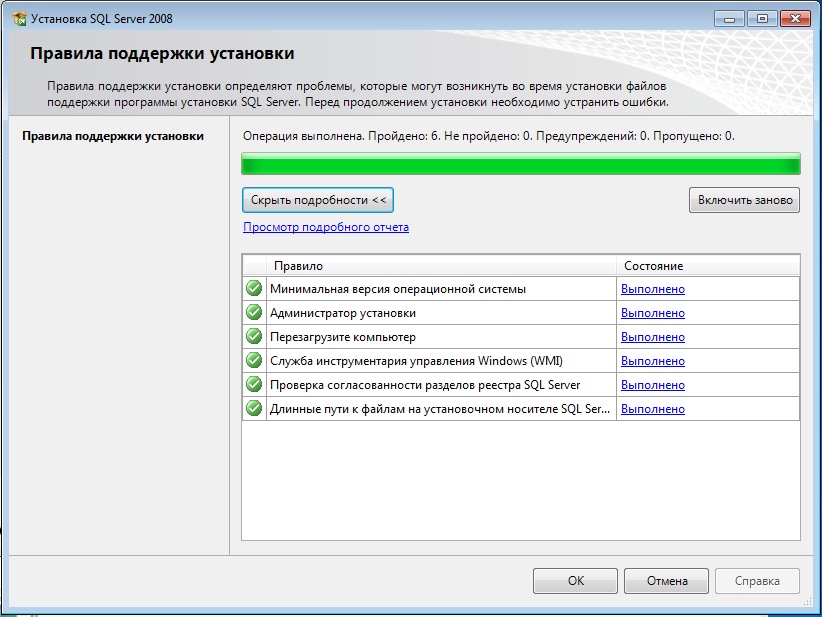 Установка SQL Server 2008
Правила поддержки установки
Правила поддержки установки определяют проблемы, которые могут возникнуть во время установки файлов
поддержки программы установки SQL Server. Перед продолжением установки необходимо устранить ошибки.
Правила поддержки установки
Операция выполнена. Пройдено: 6. Не пройдено: 0. Предупреждений: 0. Пропущено: 0.
Скрыть подробности <<
Включить заново
Просмотр подробного отчета
Правило Состояние
Минимальная версия операционной системы Выполнено
Администратор установки Выполнено
Перезагрузите компьютер Выполнено
Служба инструментария управления Windows (WMI) Выполнено
Проверка согласованности разделов реестра SQL Server Выполнено
Длинные пути к файлам на установочном носителе SQL Ser... Выполнено
ОК
Отмена
Справка